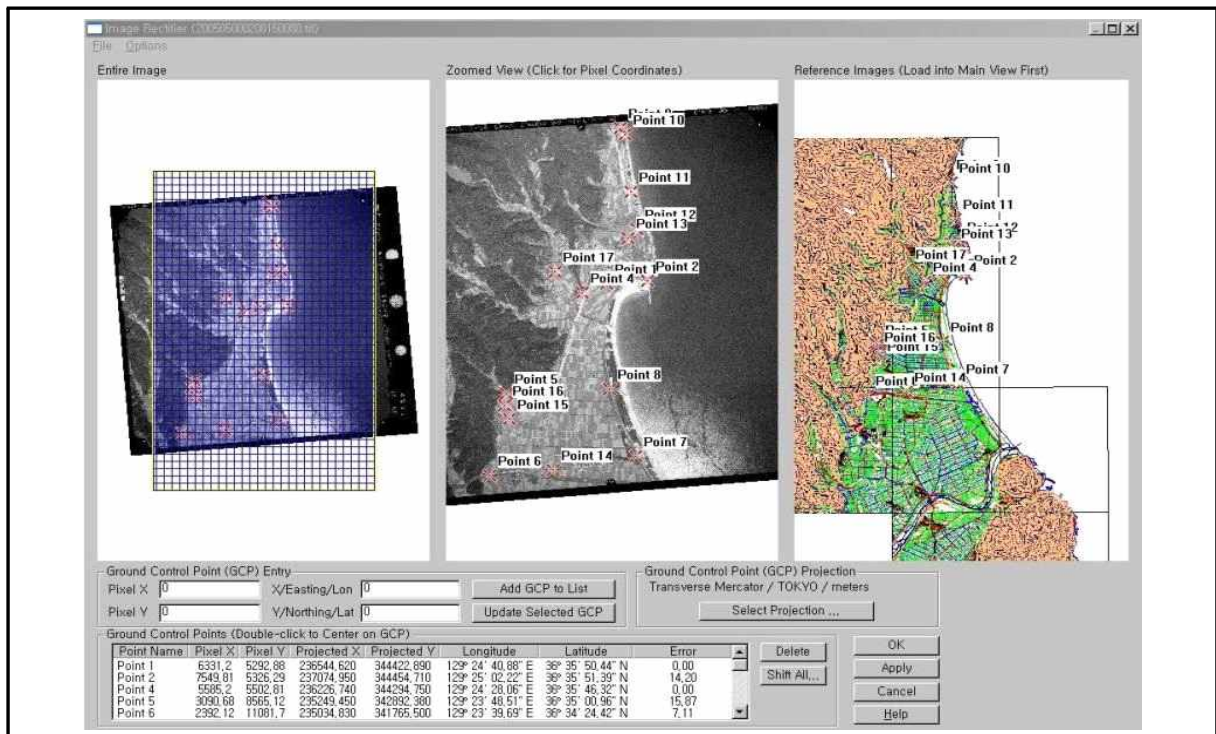 Image Rectifier (200505000200150060.tif)
File Options
Entire Image
Zoomed View (Click for Pixel Coordinates)
Reference Images (Load into Main View First)
Point 10
Point 11
Point 12
Point 13
Point 17
Point 1
Point 2
Point 4
Point 5
Point 8
Point 16
Point 15
Point 7
Point 14
Point 6
Point 10
Point 11
Point 13
Point 17
Point 2
Point 4
Point 8
Point 16
Point 15
Point 7
Point 14
Ground Control Point (GCP) Entry
Pixel X 0 X/Easting/Lon 0 Add GCP to List
Pixel Y 0 Y/Northing/Lat 0 Update Selected GCP
Ground Control Point (GCP) Projection
Transverse Mercator / TOKYO / meters
Select Projection ...
Ground Control Points (Double-click to Center on GCP)
Point Name Pixel X Pixel Y Projected X Projected Y Longitude Latitude Error
Point 1 6331,2 5292,88 236544,620 344422,890 129° 24' 40,88" E 36° 35' 50,44" N 0,00
Point 2 7549,81 5326,29 237074,950 344454,710 129° 25' 02,22" E 36° 35' 51,39" N 14,20
Point 4 5585,2 5502,81 236226,740 344294,750 129° 24' 28,06" E 36° 35' 46,32" N 0,00
Point 5 3090,68 8565,12 235249,450 342892,380 129° 23' 48,51" E 36° 35' 00,96" N 15,87
Point 6 2392,12 11081,7 235034,830 341765,500 129° 23' 39,69" E 36° 34' 24,42" N 7,11
Delete
Shift All,,,
OK
Apply
Cancel
Help